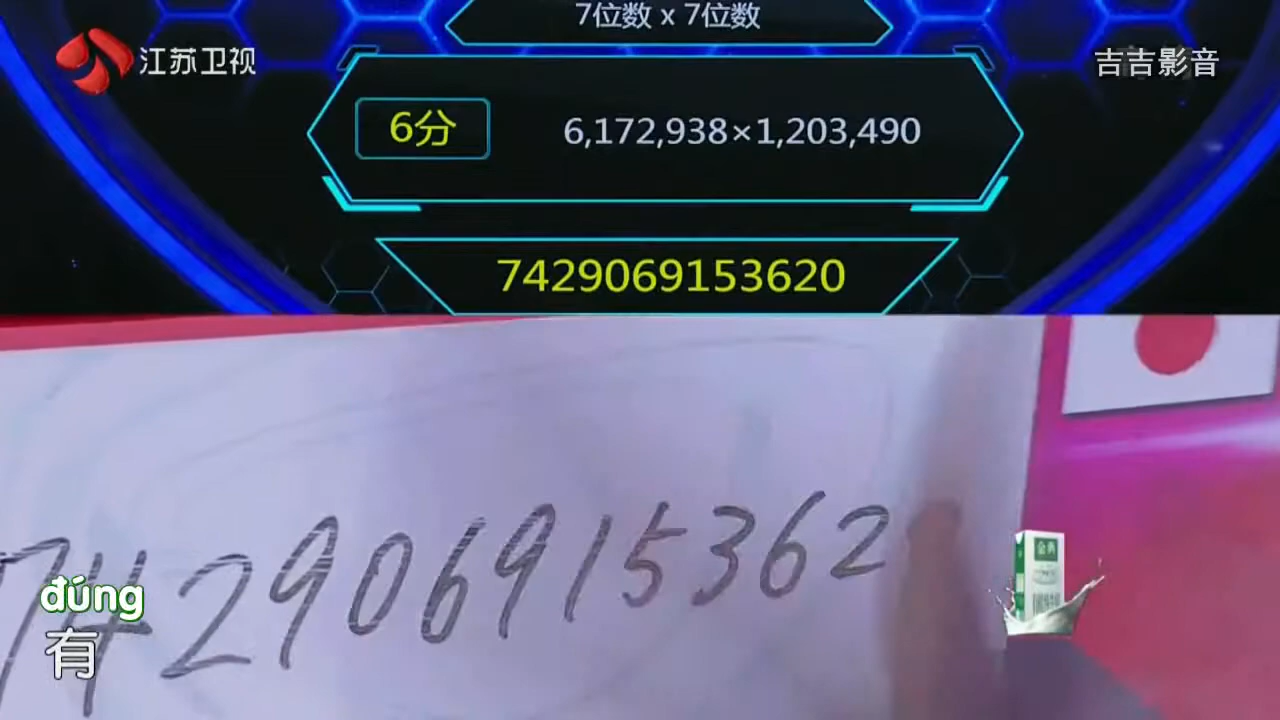 7位数 x 7位数
江苏卫视
吉吉影音
6分
6,172,938×1,203,490
7429069153620
742906915362
đúng
有